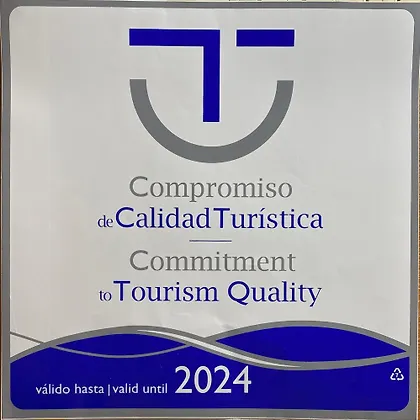 Compromiso
de Calidad Turística
Commitment
to Tourism Quality
válido hasta | valid until 2024